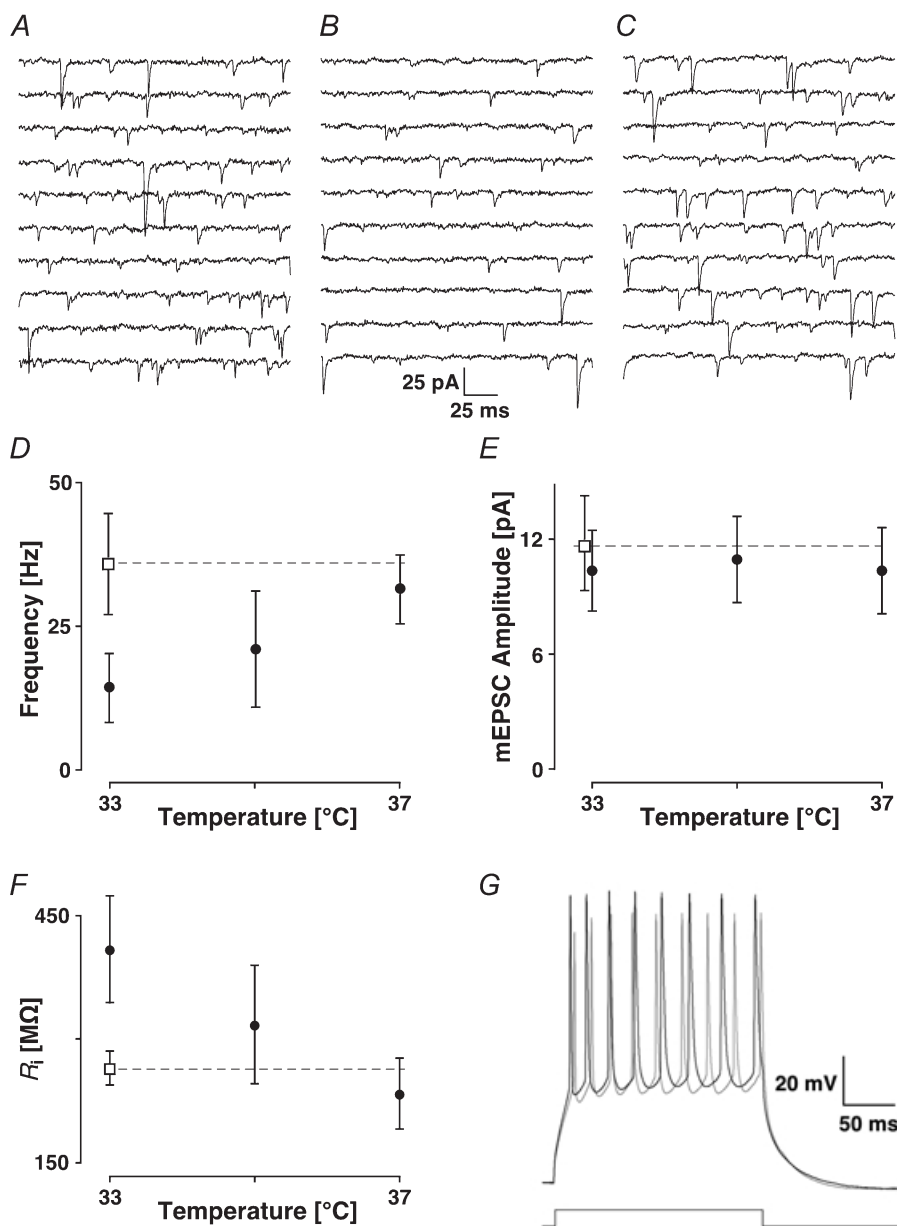 A
B
C
25 pA
25 ms
D
E
50
25
0
Frequency [Hz]
33
37
Temperature [°C]
12
6
0
mEPSC Amplitude [pA]
33
37
Temperature [°C]
F
G
450
150
Ri [MΩ]
33
37
Temperature [°C]
20 mV
50 ms